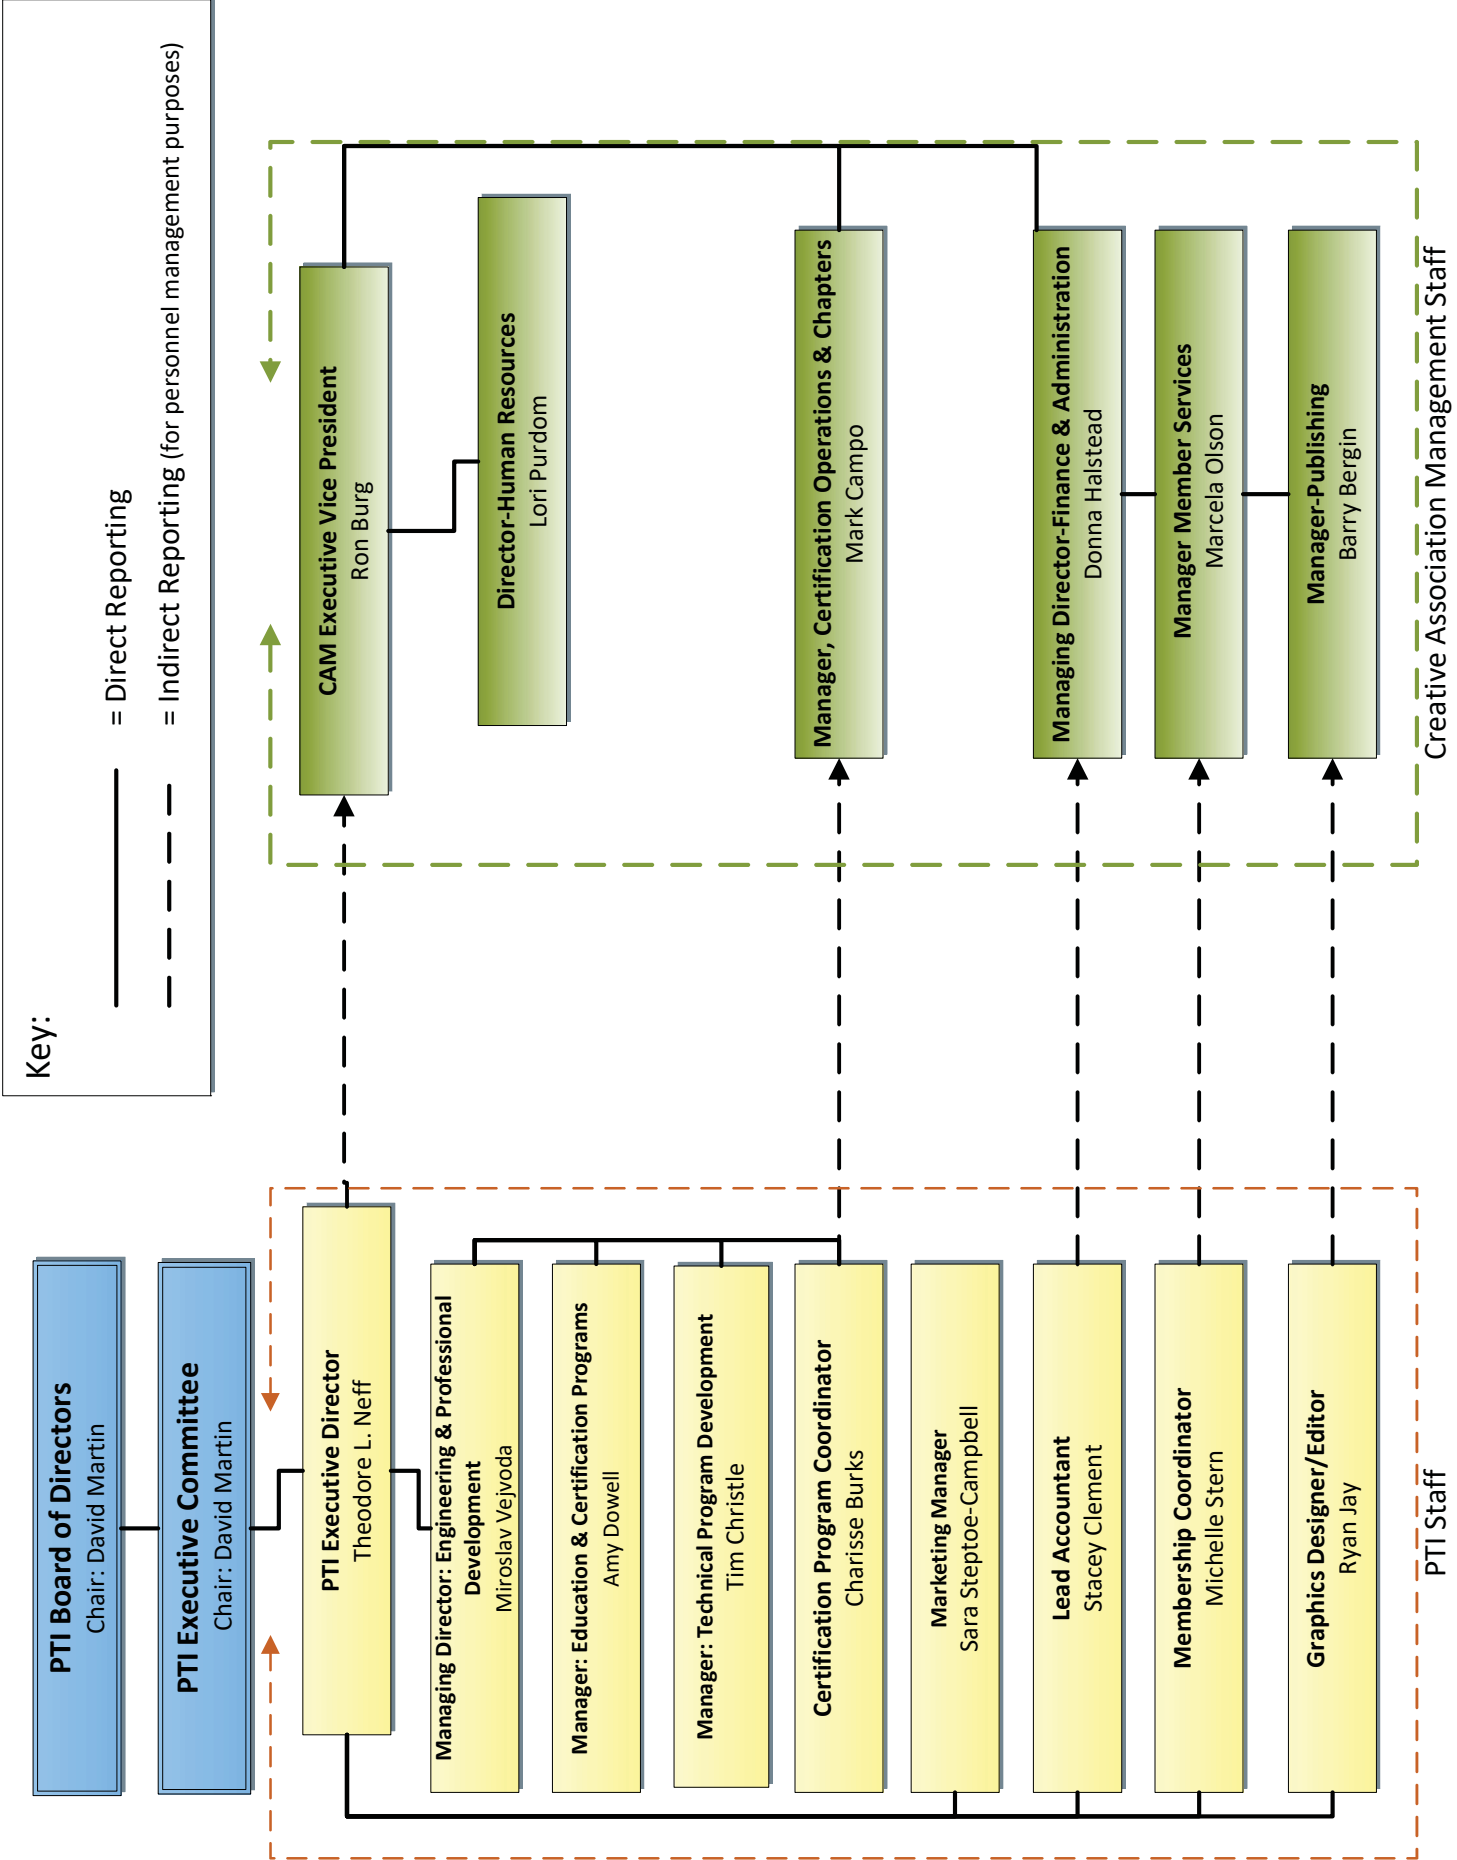 Key:
= Direct Reporting
= Indirect Reporting (for personnel management purposes)
PTI Board of Directors
Chair: David Martin
PTI Executive Committee
Chair: David Martin
PTI Executive Director
Theodore L. Neff
Managing Director: Engineering & Professional
Development
Miroslav Vejvoda
Manager: Education & Certification Programs
Amy Dowell
Manager: Technical Program Development
Tim Christle
Certification Program Coordinator
Charisse Burks
Marketing Manager
Sara Steptoe-Campbell
Lead Accountant
Stacey Clement
Membership Coordinator
Michelle Stern
Graphics Designer/Editor
Ryan Jay
PTI Staff
CAM Executive Vice President
Ron Burg
Director-Human Resources
Lori Purdom
Manager, Certification Operations & Chapters
Mark Campo
Managing Director-Finance & Administration
Donna Halstead
Manager Member Services
Marcela Olson
Manager-Publishing
Barry Bergin
Creative Association Management Staff